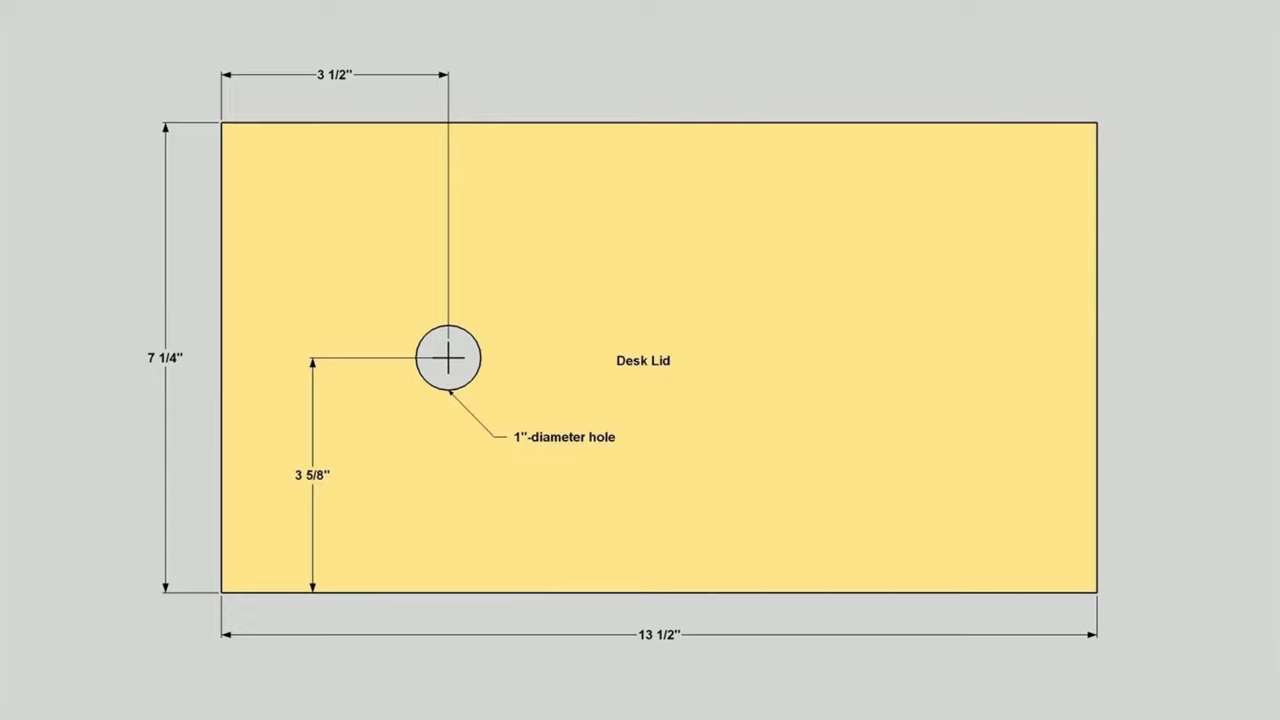 3 1/2"
7 1/4"
Desk Lid
1"-diameter hole
3 5/8"
13 1/2"